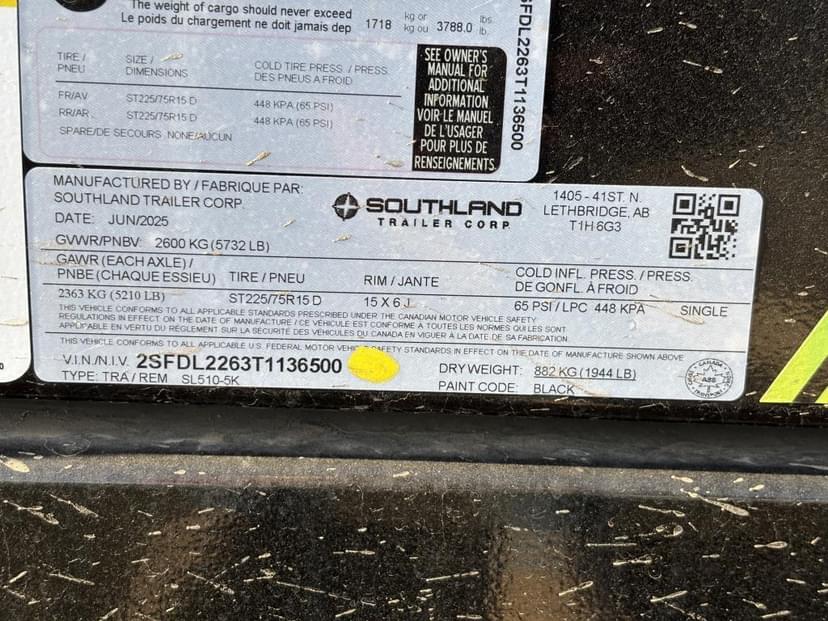 The weight of cargo should never exceed
Le poids du chargement ne doit jamais dep 1718 kg or kg ou 3788.0 lbs. lb.
TIRE / PNEU SIZE / DIMENSIONS COLD TIRE PRESS. / PRESS. DES PNEUS A FROID
FR/AV ST225/75R15 D 448 KPA (65 PSI)
RR/AR ST225/75R15 D 448 KPA (65 PSI)
SPARE/DE SECOURS NONE/AUCUN
SEE OWNER'S
MANUAL FOR
ADDITIONAL
INFORMATION
VOIR LE MANUEL
DE L'USAGER
POUR PLUS DE
RENSEIGNEMENTS
SFDL2263T1136500
MANUFACTURED BY / FABRIQUE PAR:
SOUTHLAND TRAILER CORP.
DATE: JUN/2025
SOUTHLAND
TRAILER CORP
1405 - 41ST. N.
LETHBRIDGE, AB
T1H 6G3
GVWR/PNBV: 2600 KG (5732 LB)
GAWR (EACH AXLE) /
PNBE (CHAQUE ESSIEU) TIRE / PNEU RIM / JANTE COLD INFL. PRESS. / PRESS. DE GONFL. À FROID
2363 KG (5210 LB) ST225/75R15 D 15 X 6 J 65 PSI / LPC 448 KPA SINGLE
THIS VEHICLE CONFORMS TO ALL APPLICABLE STANDARDS PRESCRIBED UNDER THE CANADIAN MOTOR VEHICLE SAFETY
REGULATIONS IN EFFECT ON THE DATE OF MANUFACTURE / CE VÉHICULE EST CONFORME A TOUTES LES NORMES QUI LES SONT
APPLICABLE EN VERTU DU RÈGLEMENT SUR LA SÉCURITÉ DES VÉHICULES DU CANADA EN VIGUER À LA DATE DE SA FABRICATION.
THIS VEHICLE CONFORMS TO ALL APPLICABLE U.S. FEDERAL MOTOR VEHICLE SAFETY STANDARDS IN EFFECT ON THE DATE OF MANUFACTURE SHOWN ABOVE
V.I.N./N.I.V. 2SFDL2263T1136500 DRY WEIGHT: 882 KG (1944 LB)
TYPE: TRA / REM SL510-5K PAINT CODE: BLACK
CANADA
ABS
TRANSPORT